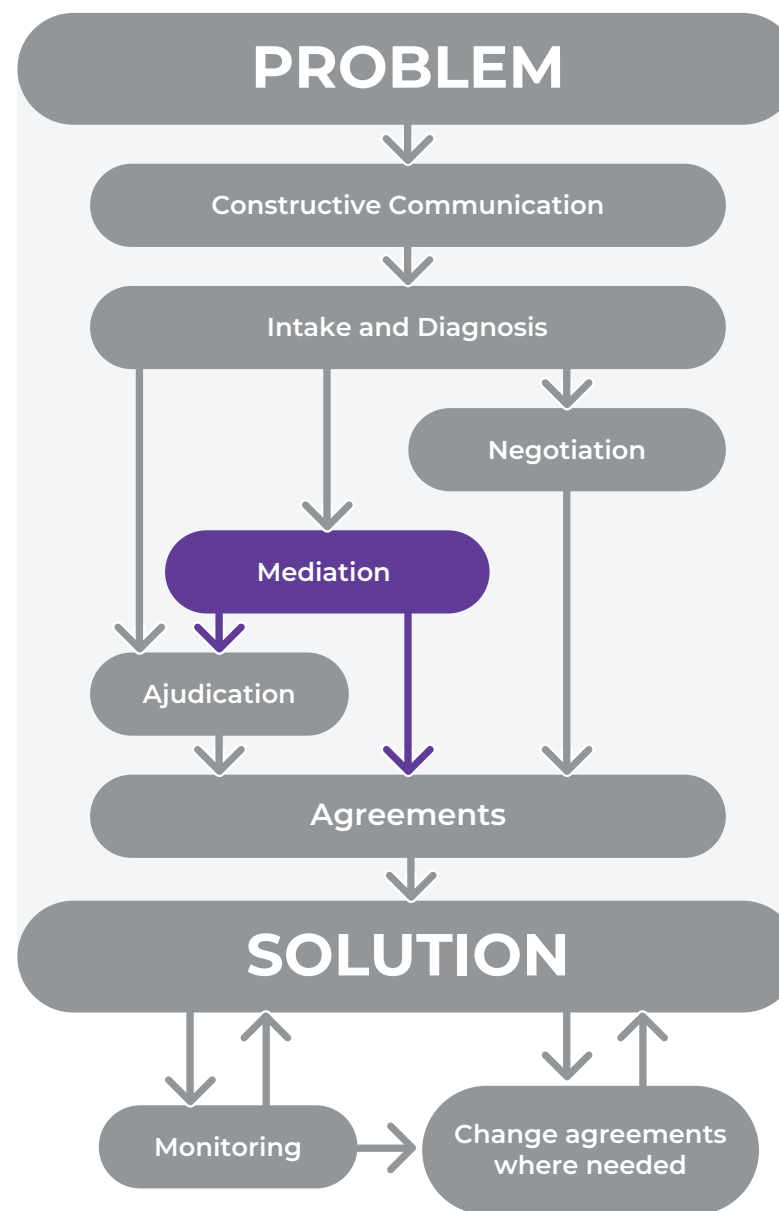 PROBLEM
Constructive Communication
Intake and Diagnosis
Negotiation
Mediation
Ajudication
Agreements
SOLUTION
Monitoring
Change agreements
where needed